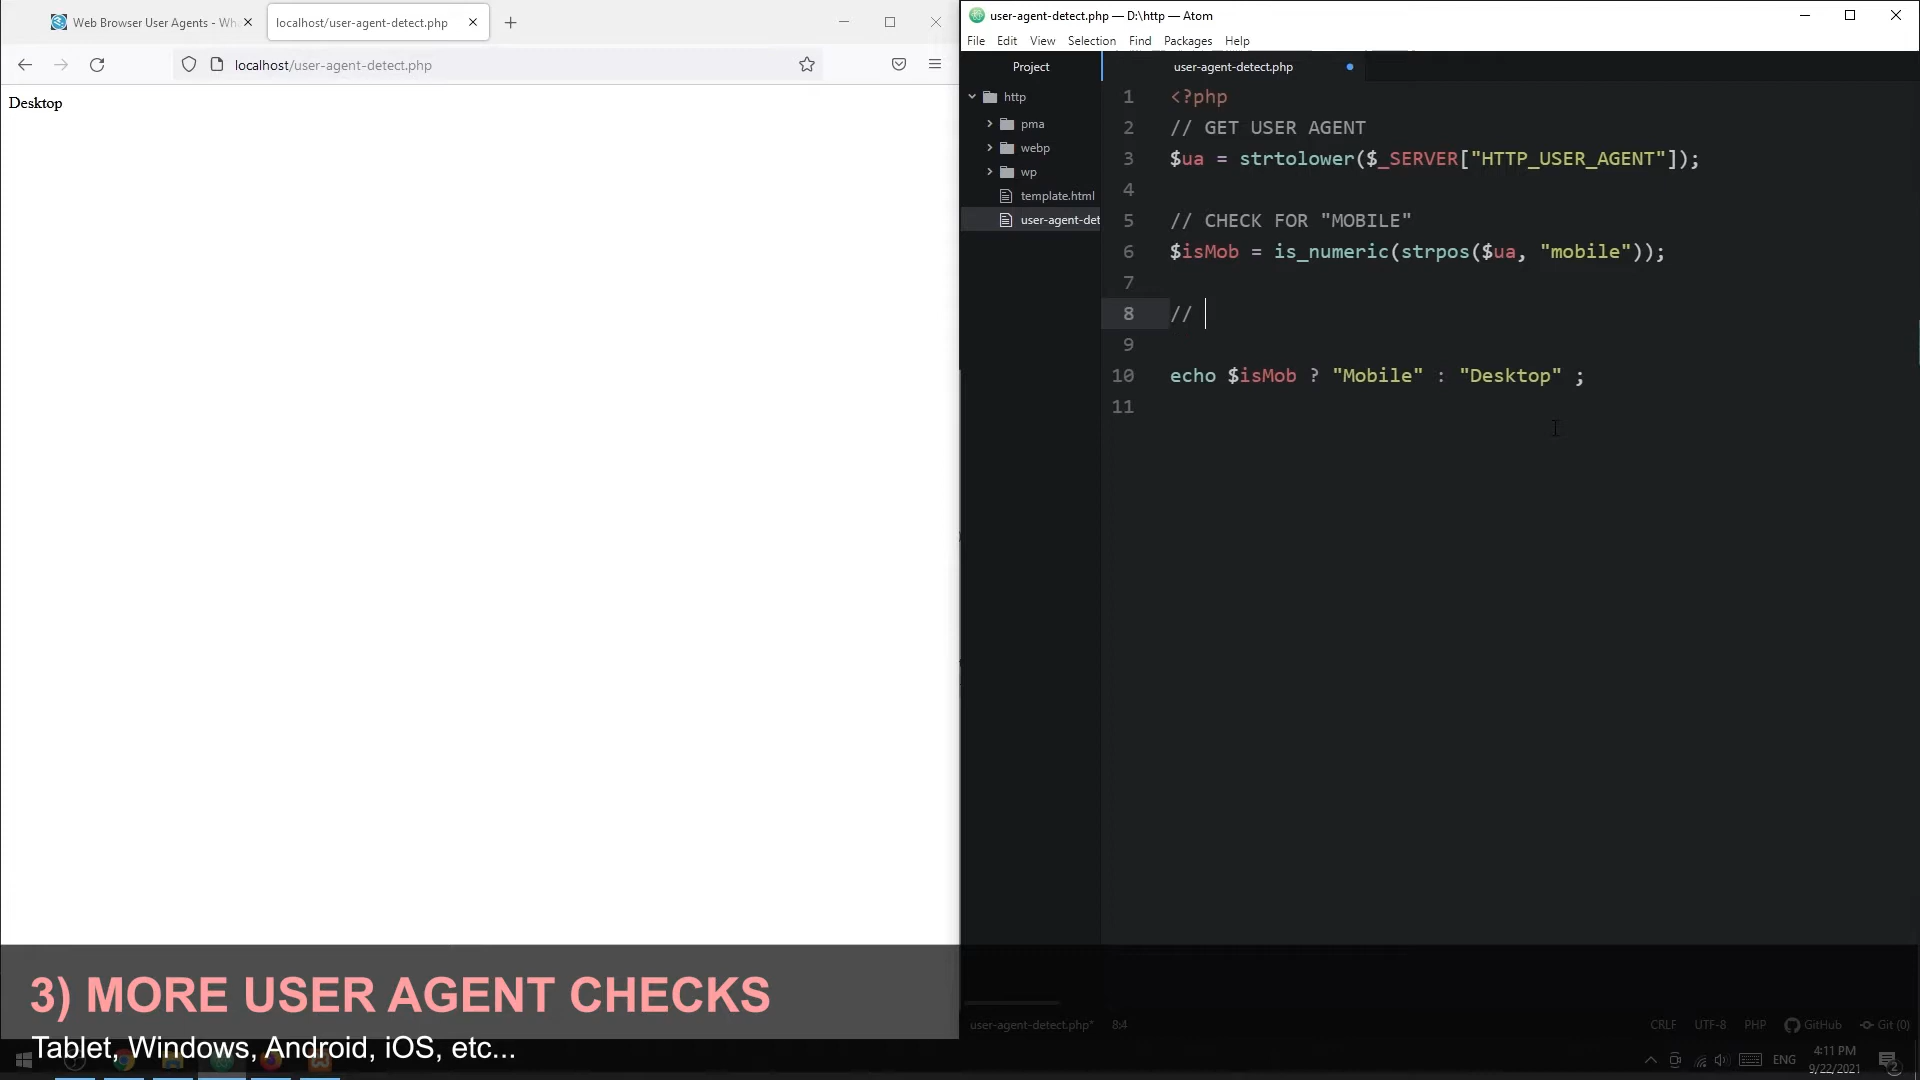 Web Browser User Agents - Wh
localhost/user-agent-detect.php
localhost/user-agent-detect.php
Desktop
user-agent-detect.php — D:\http — Atom
File Edit View Selection Find Packages Help
Project
user-agent-detect.php
http
pma
webp
wp
template.html
user-agent-det
1 <?php
2 // GET USER AGENT
3 $ua = strtolower($_SERVER["HTTP_USER_AGENT"]);
4
5 // CHECK FOR "MOBILE"
6 $isMob = is_numeric(strpos($ua, "mobile"));
7
8 //
9
10 echo $isMob ? "Mobile" : "Desktop" ;
11
3) MORE USER AGENT CHECKS
Tablet, Windows, Android, iOS, etc...
user-agent-detect.php* 8:4
CRLF UTF-8 PHP GitHub Git (0)
ENG
4:11 PM
9/22/2021
2